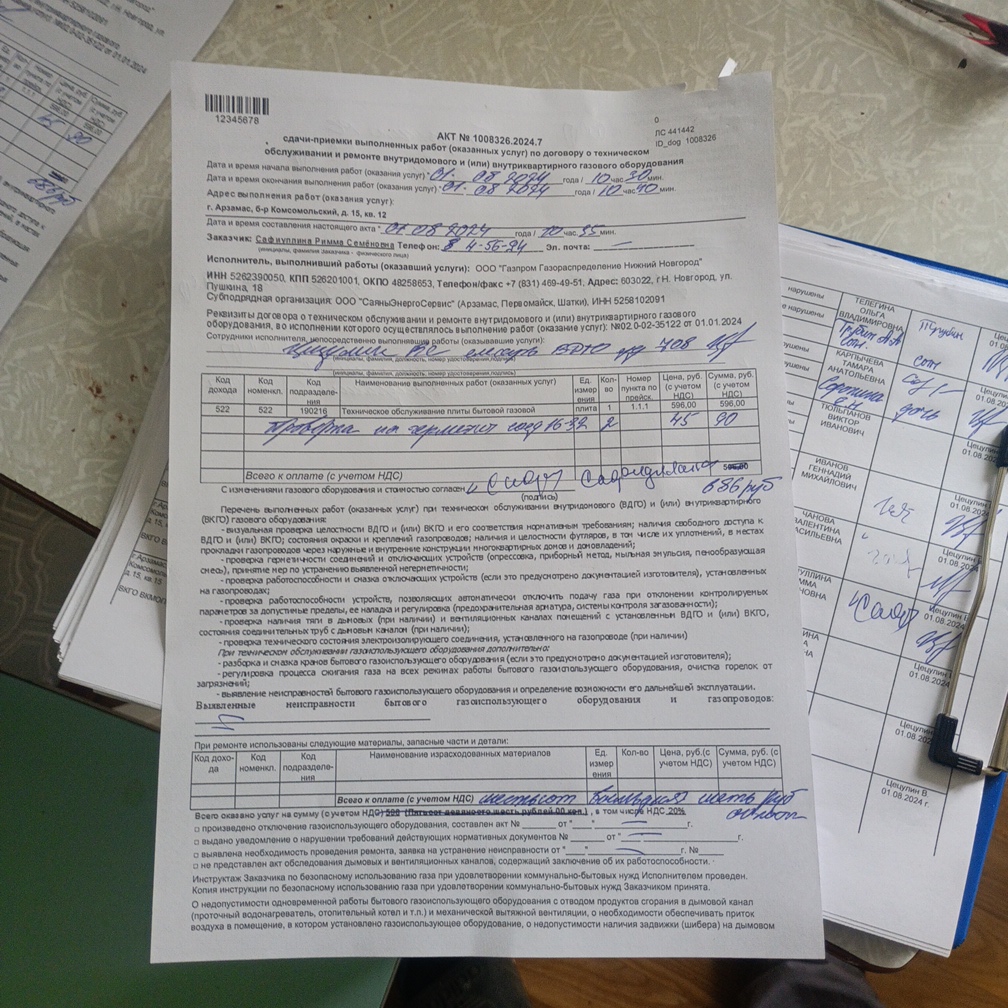 12345678
0
ЛС 441442
ID_dog 1008326
АКТ № 1008326.2024.7
сдачи-приемки выполненных работ (оказанных услуг) по договору о техническом
обслуживании и ремонте внутридомового и (или) внутриквартирного газового оборудования
Дата и время начала выполнения работ (оказания услуг) "01. 08 2024 года / 10 час 30 мин.
Дата и время окончания выполнения работ (оказания услуг) "01. 08 2024 года / 10 час 40 мин.
Адрес выполнения работ (оказания услуг):
г. Арзамас, б-р Комсомольский, д. 15, кв. 12
Дата и время составления настоящего акта " 01 08 2024 года / 10 час 35 мин.
Заказчик: Сафиуллина Римма Семёновна Телефон: 8 4-56-24 Эл. почта:
(инициалы, фамилия заказчика - физического лица)
Исполнитель, выполнивший работы (оказавший услуги): ООО "Газпром Газораспределение Нижний Новгород"
ИНН 5262390050, КПП 526201001, ОКПО 48258653, Телефон/факс +7 (831) 469-49-51, Адрес: 603022, г.Н. Новгород, ул.
Пушкина, 18
Субподрядная организация: ООО "СаяныЭнергоСервис" (Арзамас, Первомайск, Шатки), ИНН 5258102091
Реквизиты договора о техническом обслуживании и ремонте внутридомового и (или) внутриквартирного газового
оборудования, во исполнении которого осуществлялось выполнение работ (оказание услуг): №02 0-02-35122 от 01.01.2024
Сотрудники исполнителя, непосредственно выполнявшие работы (оказывавшие услуги):
слесарь ВДГО 708
(инициалы, фамилия, должность, номер удостоверения, подпись)
Код дохода Код номенкл. Код подразделения Наименование выполненных работ (оказанных услуг) Ед. измерения Кол-во Номер пункта по прейск. Цена, руб. (с учетом НДС) Сумма, руб. (с учетом НДС)
522 522 190216 Техническое обслуживание плиты бытовой газовой плита 1 1.1.1 596,00 596,00
Проверка на герметич 2 45 90
Всего к оплате (с учетом НДС) 596,00
С изменениями газового оборудования и стоимостью согласен
(подпись)
686 руб
Перечень выполненных работ (оказанных услуг) при техническом обслуживании внутридомового (ВДГО) и (или) внутриквартирного
(ВКГО) газового оборудования:
- визуальная проверка целостности ВДГО и (или) ВКГО и его соответствия нормативным требованиям; наличия свободного доступа к
ВДГО и (или) ВКГО; состояния окраски и креплений газопроводов; наличия и целостности футляров, в том числе их уплотнений, в местах
прокладки газопроводов через наружные и внутренние конструкции многоквартирных домов и домовладений;
- проверка герметичности соединений и отключающих устройств (опрессовка, приборный метод, мыльная эмульсия, пенообразующая
смесь), принятие мер по устранению выявленной негерметичности;
- проверка работоспособности и смазка отключающих устройств (если это предусмотрено документацией изготовителя), установленных
на газопроводах;
- проверка работоспособности устройств, позволяющих автоматически отключить подачу газа при отклонении контролируемых
параметров за допустимые пределы, ее наладка и регулировка (предохранительная арматура, системы контроля загазованности);
- проверка наличия тяги в дымовых (при наличии) и вентиляционных каналах помещений с установленным ВДГО и (или) ВКГО,
состояния соединительных труб с дымовым каналом (при наличии);
- проверка технического состояния электроизолирующего соединения, установленного на газопроводе (при наличии)
При техническом обслуживании газоиспользующего оборудования дополнительно:
- разборка и смазка кранов бытового газоиспользующего оборудования (если это предусмотрено документацией изготовителя);
- регулировка процесса сжигания газа на всех режимах работы бытового газоиспользующего оборудования, очистка горелок от
загрязнений;
- выявление неисправностей бытового газоиспользующего оборудования и определение возможности его дальнейшей эксплуатации.
Выявленные неисправности бытового газоиспользующего оборудования и газопроводов:
При ремонте использованы следующие материалы, запасные части и детали:
Код дохода Код номенкл. Код подразделения Наименование израсходованных материалов Ед. измерения Кол-во Цена, руб.(с учетом НДС) Сумма, руб. (с учетом НДС)
Всего к оплате (с учетом НДС) шестьсот восемьдесят шесть руб
Всего оказано услуг на сумму (с учетом НДС) 596 (Пятьсот девяносто шесть рублей 00 коп.) , в том числе НДС 20%
□ произведено отключение газоиспользующего оборудования, составлен акт № от " " г.
□ выдано уведомление о нарушении требований действующих нормативных документов № от " г.
□ выявлена необходимость проведения ремонта, заявка на устранение неисправности от " " г. №
□ не представлен акт обследования дымовых и вентиляционных каналов, содержащий заключение об их работоспособности.
Инструктаж Заказчика по безопасному использованию газа при удовлетворении коммунально-бытовых нужд Исполнителем проведен.
Копия инструкции по безопасному использованию газа при удовлетворении коммунально-бытовых нужд Заказчиком принята.
О недопустимости одновременной работы бытового газоиспользующего оборудования с отводом продуктов сгорания в дымовой канал
(проточный водонагреватель, отопительный котел и т.п.) и механической вытяжной вентиляции, о необходимости обеспечивать приток
воздуха в помещение, в котором установлено газоиспользующее оборудование, о недопустимости наличия задвижки (шибера) на дымовом
нарушены
ТЕЛЕГИНА
ОЛЬГА
ВЛАДИМИРОВНА
КАРПЫЧЕВА
ТАМАРА
АНАТОЛЬЕВНА
дочь
ТЮЛЬПАНОВ
ВИКТОР
ИВАНОВИЧ
ИВАНОВ
ГЕННАДИЙ
МИХАЙЛОВИЧ
Цецулин В
01.08.2024 г.